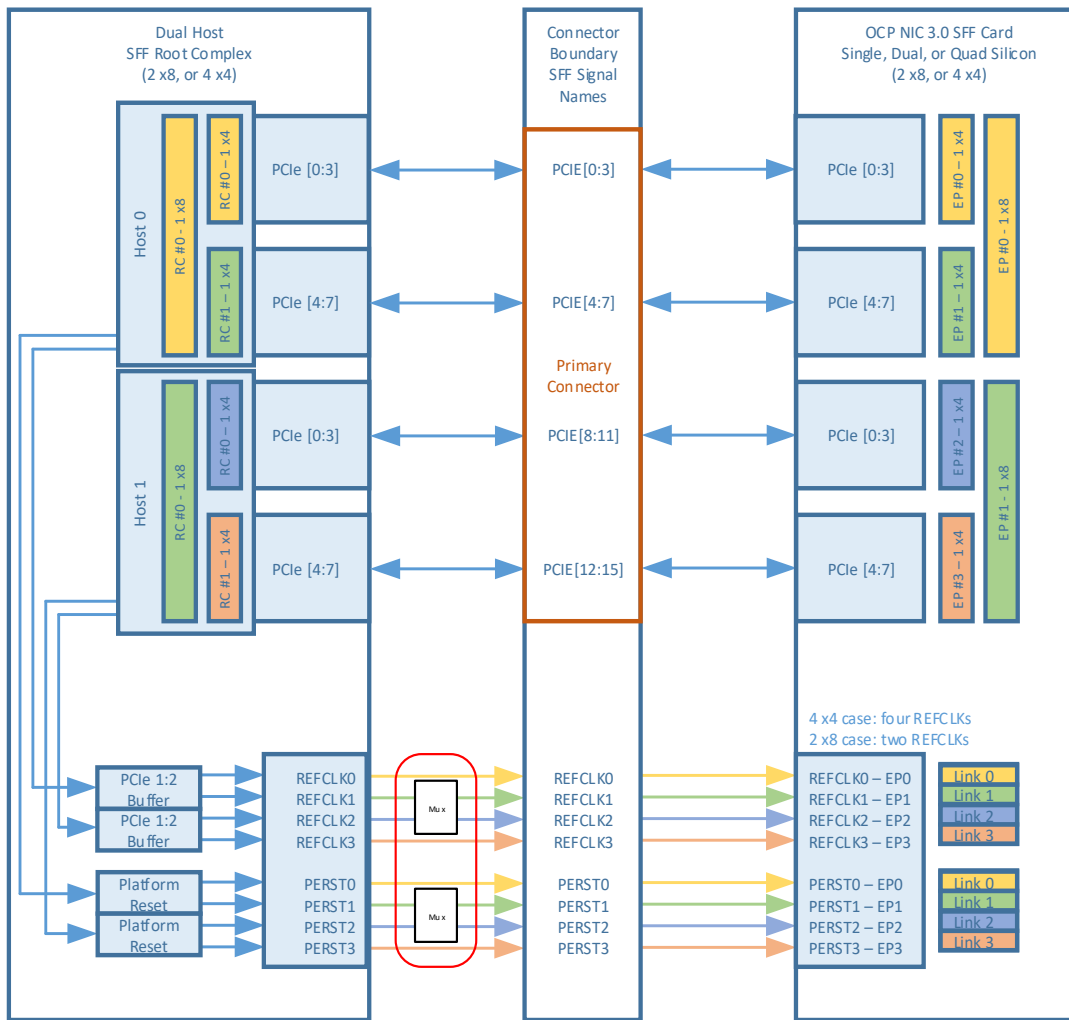 Dual Host
SFF Root Complex
(2 x8, or 4 x4)
Connector
Boundary
SFF Signal
Names
OCP NIC 3.0 SFF Card
Single, Dual, or Quad Silicon
(2 x8, or 4 x4)
Host 0
RC #0 - 1 x8
RC #0 – 1 x4
PCIe [0:3]
PCIE[0:3]
PCIe [0:3]
EP #0 – 1 x4
EP #0 - 1 x8
RC #1 – 1 x4
PCIe [4:7]
PCIE[4:7]
PCIe [4:7]
EP #1 – 1 x4
Primary
Connector
Host 1
RC #0 - 1 x8
RC #0 – 1 x4
PCIe [0:3]
PCIE[8:11]
PCIe [0:3]
EP #2 – 1 x4
EP #1 - 1 x8
RC #1 – 1 x4
PCIe [4:7]
PCIE[12:15]
PCIe [4:7]
EP #3 – 1 x4
4 x4 case: four REFCLKs
2 x8 case: two REFCLKs
PCIe 1:2
Buffer
PCIe 1:2
Buffer
REFCLK0
REFCLK1
REFCLK2
REFCLK3
Mux
REFCLK0
REFCLK1
REFCLK2
REFCLK3
REFCLK0 – EP0
REFCLK1 – EP1
REFCLK2 – EP2
REFCLK3 – EP3
Link 0
Link 1
Link 2
Link 3
Platform
Reset
Platform
Reset
PERST0
PERST1
PERST2
PERST3
Mux
PERST0
PERST1
PERST2
PERST3
PERST0 – EP0
PERST1 – EP1
PERST2 – EP2
PERST3 – EP3
Link 0
Link 1
Link 2
Link 3